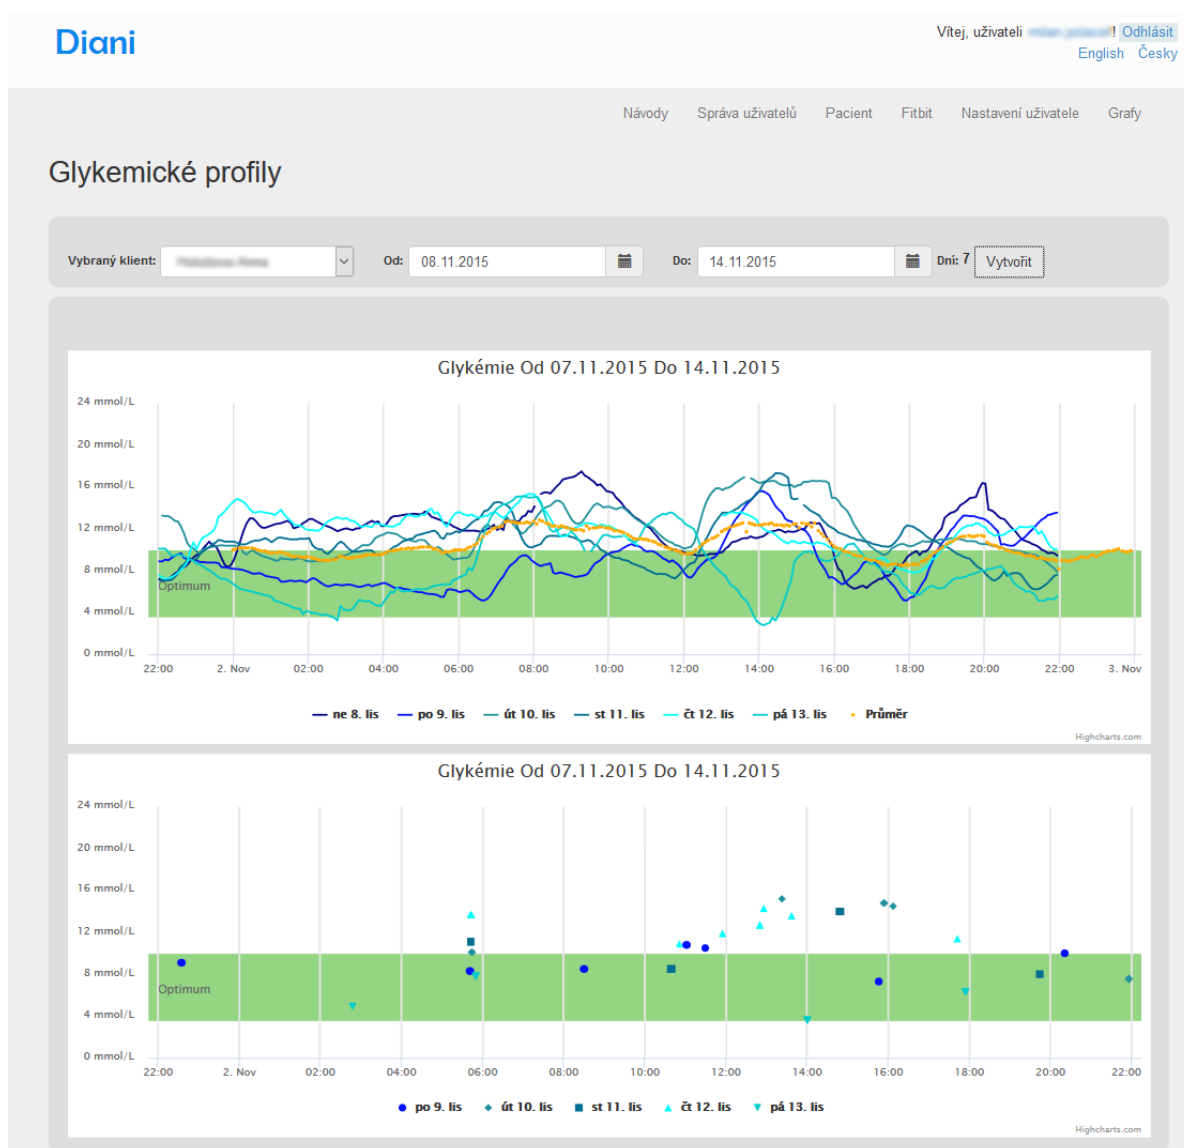 Diani
Vítej, uživateli ! Odhlásit
English Česky
Návody Správa uživatelů Pacient Fitbit Nastavení uživatele Grafy
Glykemické profily
Vybraný klient: Od: 08.11.2015 Do: 14.11.2015 Dní: 7 Vytvořit
Glykémie Od 07.11.2015 Do 14.11.2015
24 mmol/L
20 mmol/L
16 mmol/L
12 mmol/L
8 mmol/L
Optimum
4 mmol/L
0 mmol/L
22:00 2. Nov 02:00 04:00 06:00 08:00 10:00 12:00 14:00 16:00 18:00 20:00 22:00 3. Nov
ne 8. lis po 9. lis út 10. lis st 11. lis čt 12. lis pá 13. lis Průměr
Highcharts.com
Glykémie Od 07.11.2015 Do 14.11.2015
24 mmol/L
20 mmol/L
16 mmol/L
12 mmol/L
8 mmol/L
Optimum
4 mmol/L
0 mmol/L
22:00 2. Nov 02:00 04:00 06:00 08:00 10:00 12:00 14:00 16:00 18:00 20:00 22:00
po 9. lis út 10. lis st 11. lis čt 12. lis pá 13. lis
Highcharts.com